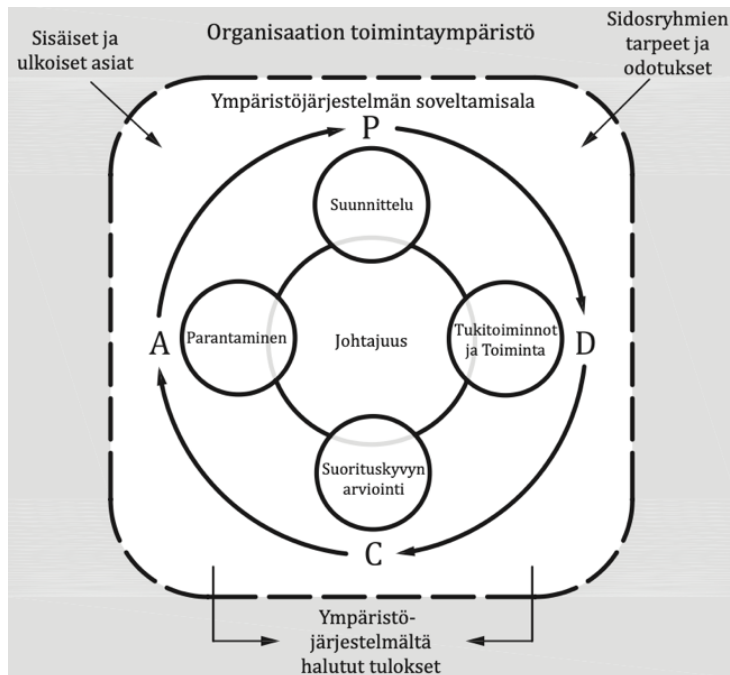 Organisaation toimintaympäristö
Sisäiset ja
ulkoiset asiat
Sidosryhmien
tarpeet ja
odotukset
Ympäristöjärjestelmän soveltamisala
P
Suunnittelu
A
Parantaminen
Johtajuus
Tukitoiminnot
ja Toiminta
D
Suorituskyvyn
arviointi
C
Ympäristö-
järjestelmältä
halutut tulokset